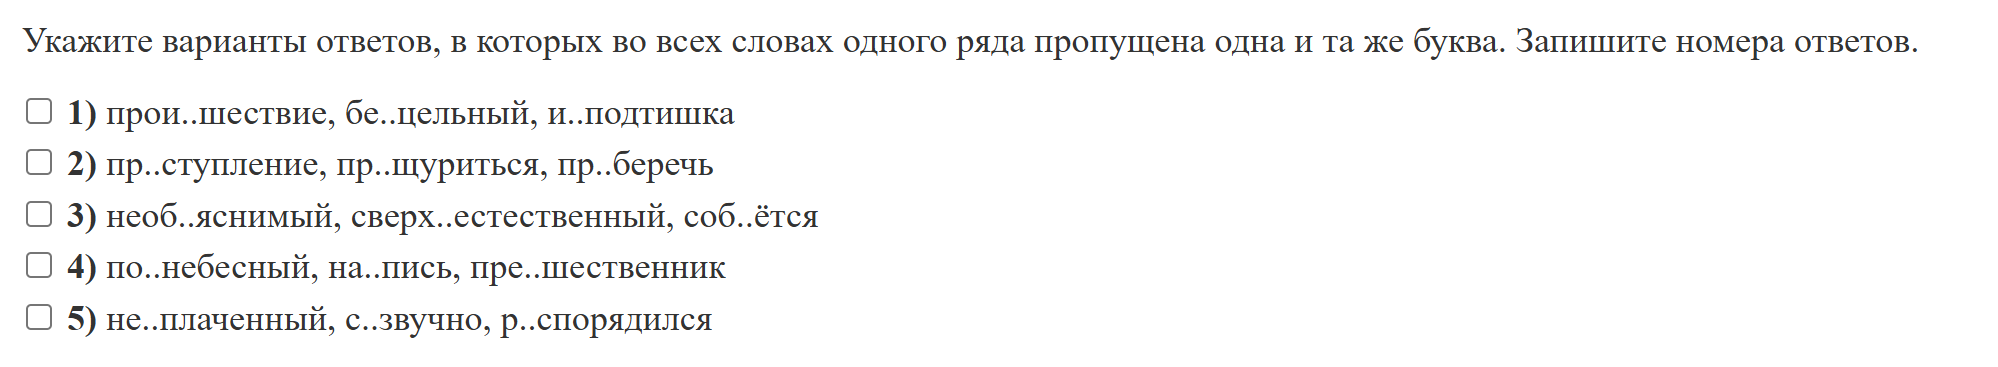 Укажите варианты ответов, в которых во всех словах одного ряда пропущена одна и та же буква. Запишите номера ответов.
1) прои..шествие, бе..цельный, и..подтишка
2) пр..ступление, пр..щуриться, пр..беречь
3) необ..яснимый, сверх..естественный, соб..ётся
4) по..небесный, на..пись, пре..шественник
5) не..плаченный, с..звучно, р..спорядился